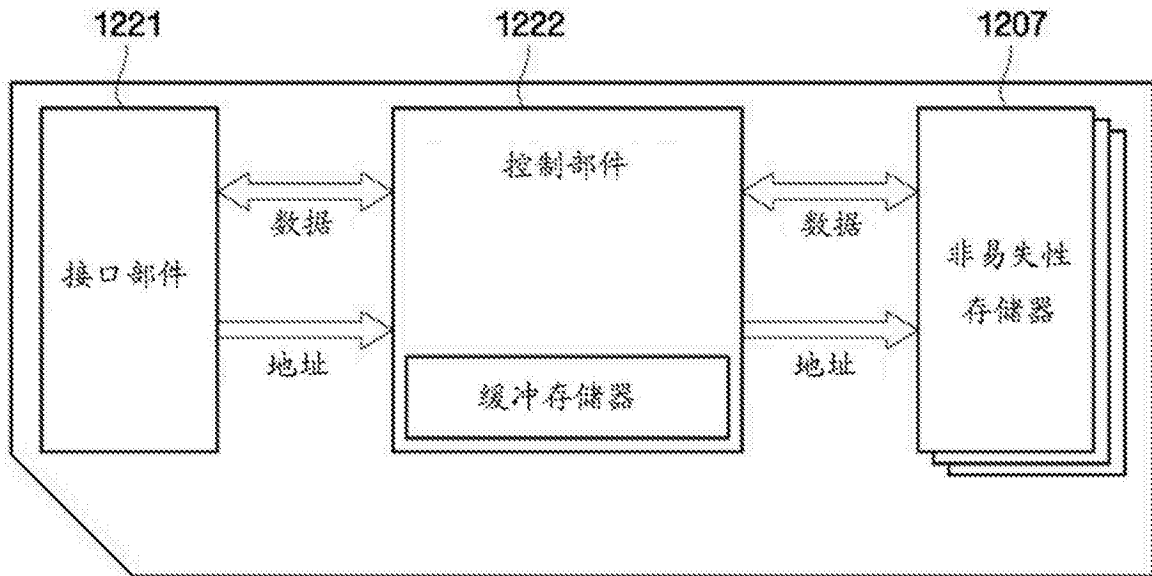 1221
1222
1207
控制部件
数据
数据
接口部件
非易失性
存储器
地址
地址
缓冲存储器